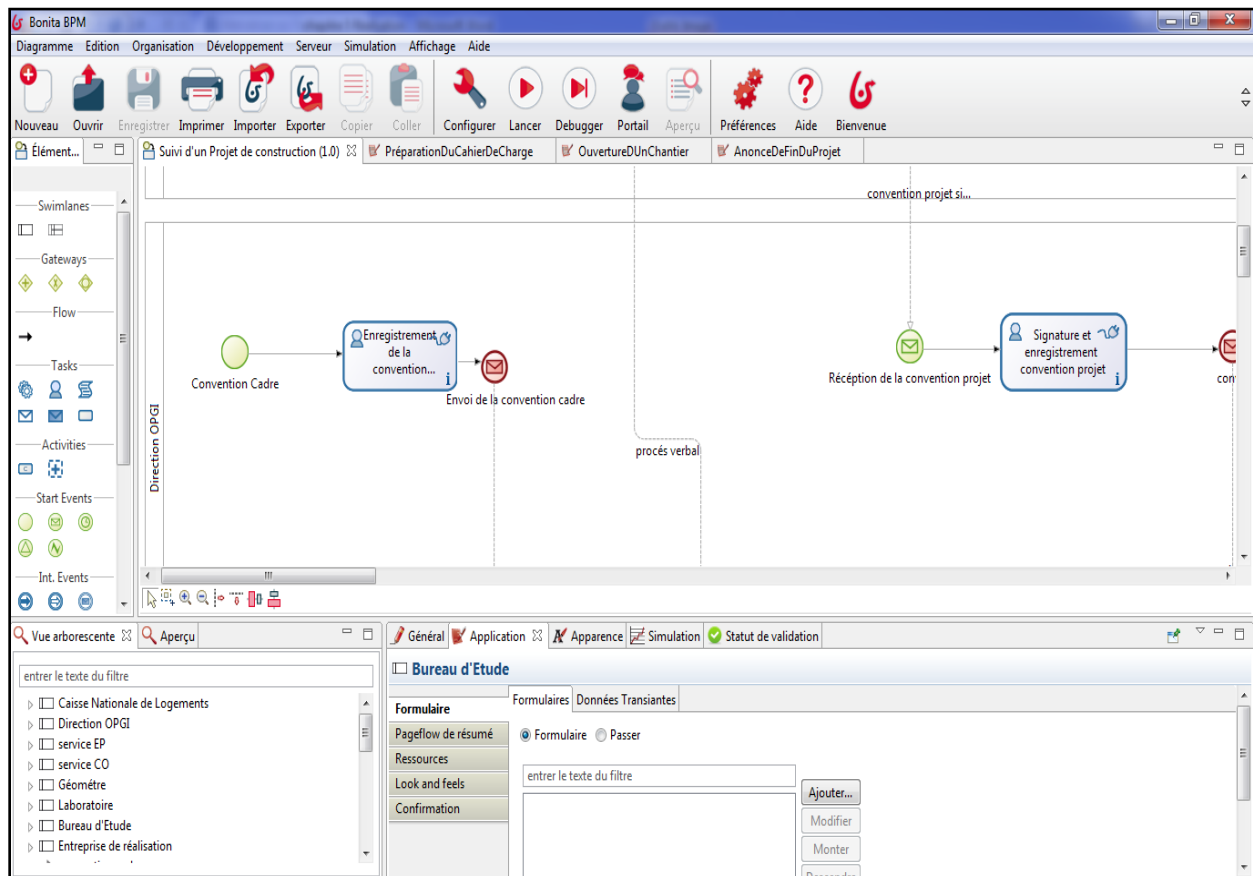 Bonita BPM
Diagramme Edition Organisation Développement Serveur Simulation Affichage Aide
Nouveau Ouvrir Enregistrer Imprimer Importer Exporter Copier Coller Configurer Lancer Debugger Portail Aperçu Préférences Aide Bienvenue
Élément...
Suivi d'un Projet de construction (1.0) PréparationDuCahierDeCharge OuvertureDUnChantier AnonceDeFinDuProjet
Swimlanes
Gateways
Flow
Tasks
Activities
Start Events
Int. Events
convention projet si...
Direction OPGI
Convention Cadre
Enregistrement
de la
convention...
Envoi de la convention cadre
procés verbal
Récéption de la convention projet
Signature et
enregistrement
convention projet
con
Vue arborescente Aperçu
entrer le texte du filtre
Caisse Nationale de Logements
Direction OPGI
service EP
service CO
Géométre
Laboratoire
Bureau d'Etude
Entreprise de réalisation
Général Application Apparence Simulation Statut de validation
Bureau d'Etude
Formulaire
Pageflow de résumé
Ressources
Look and feels
Confirmation
Formulaires Données Transiantes
Formulaire Passer
entrer le texte du filtre
Ajouter...
Modifier
Monter